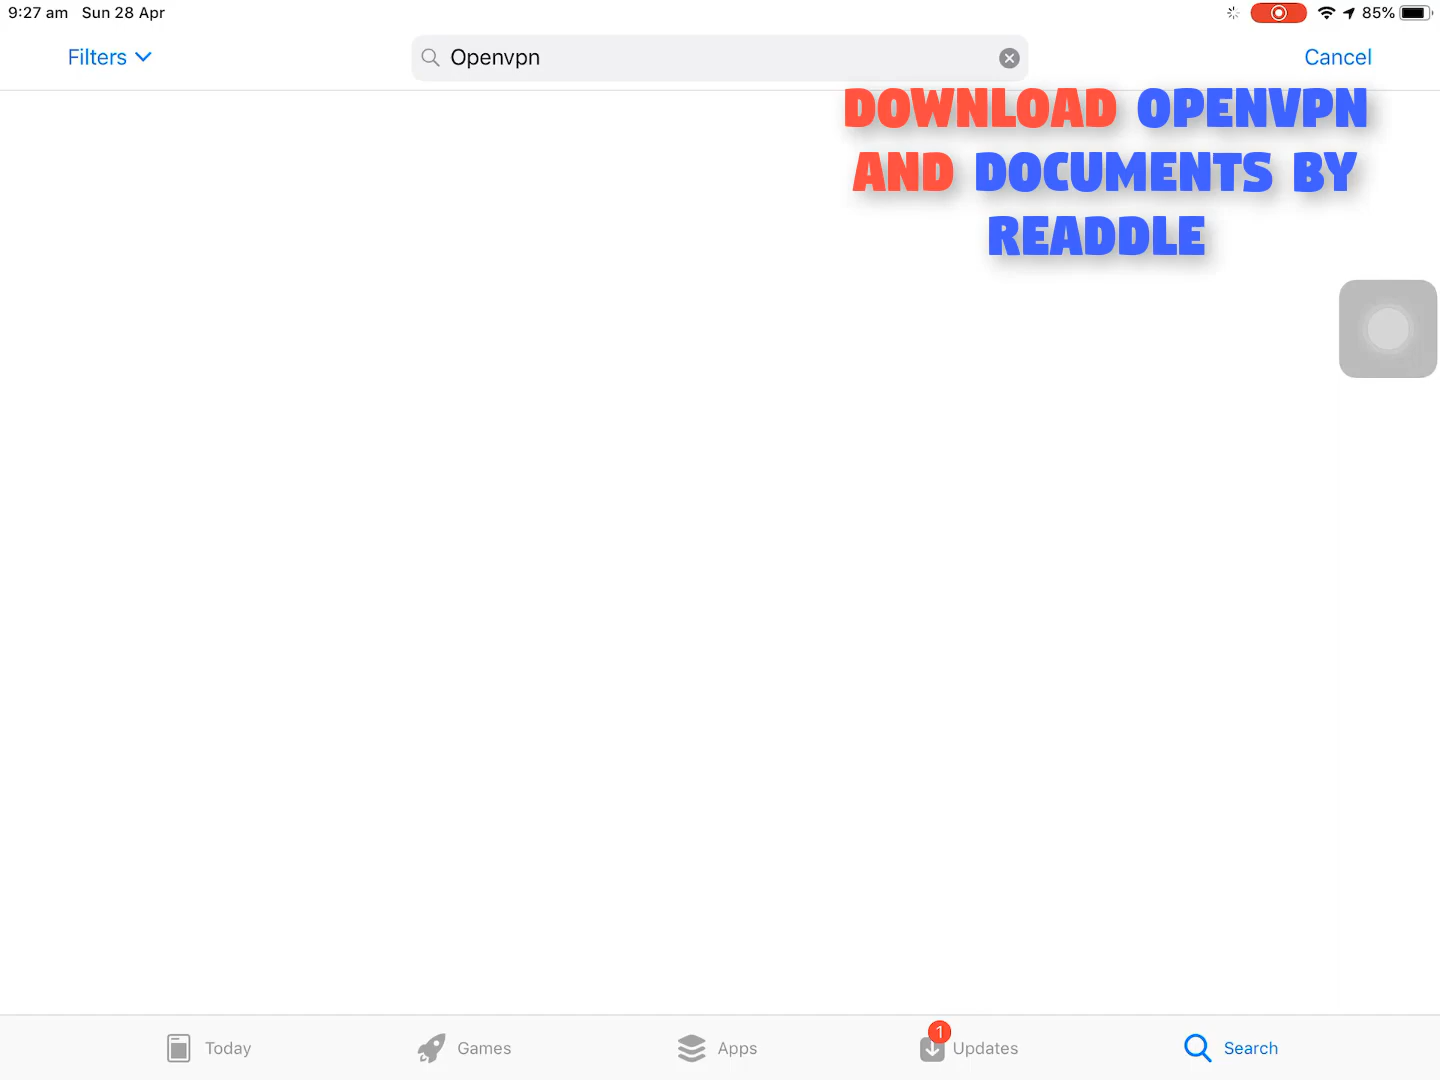 9:27 am Sun 28 Apr 85%
Filters Openvpn Cancel
DOWNLOAD OPENVPN
AND DOCUMENTS BY
READDLE
Today Games Apps 1 Updates Search